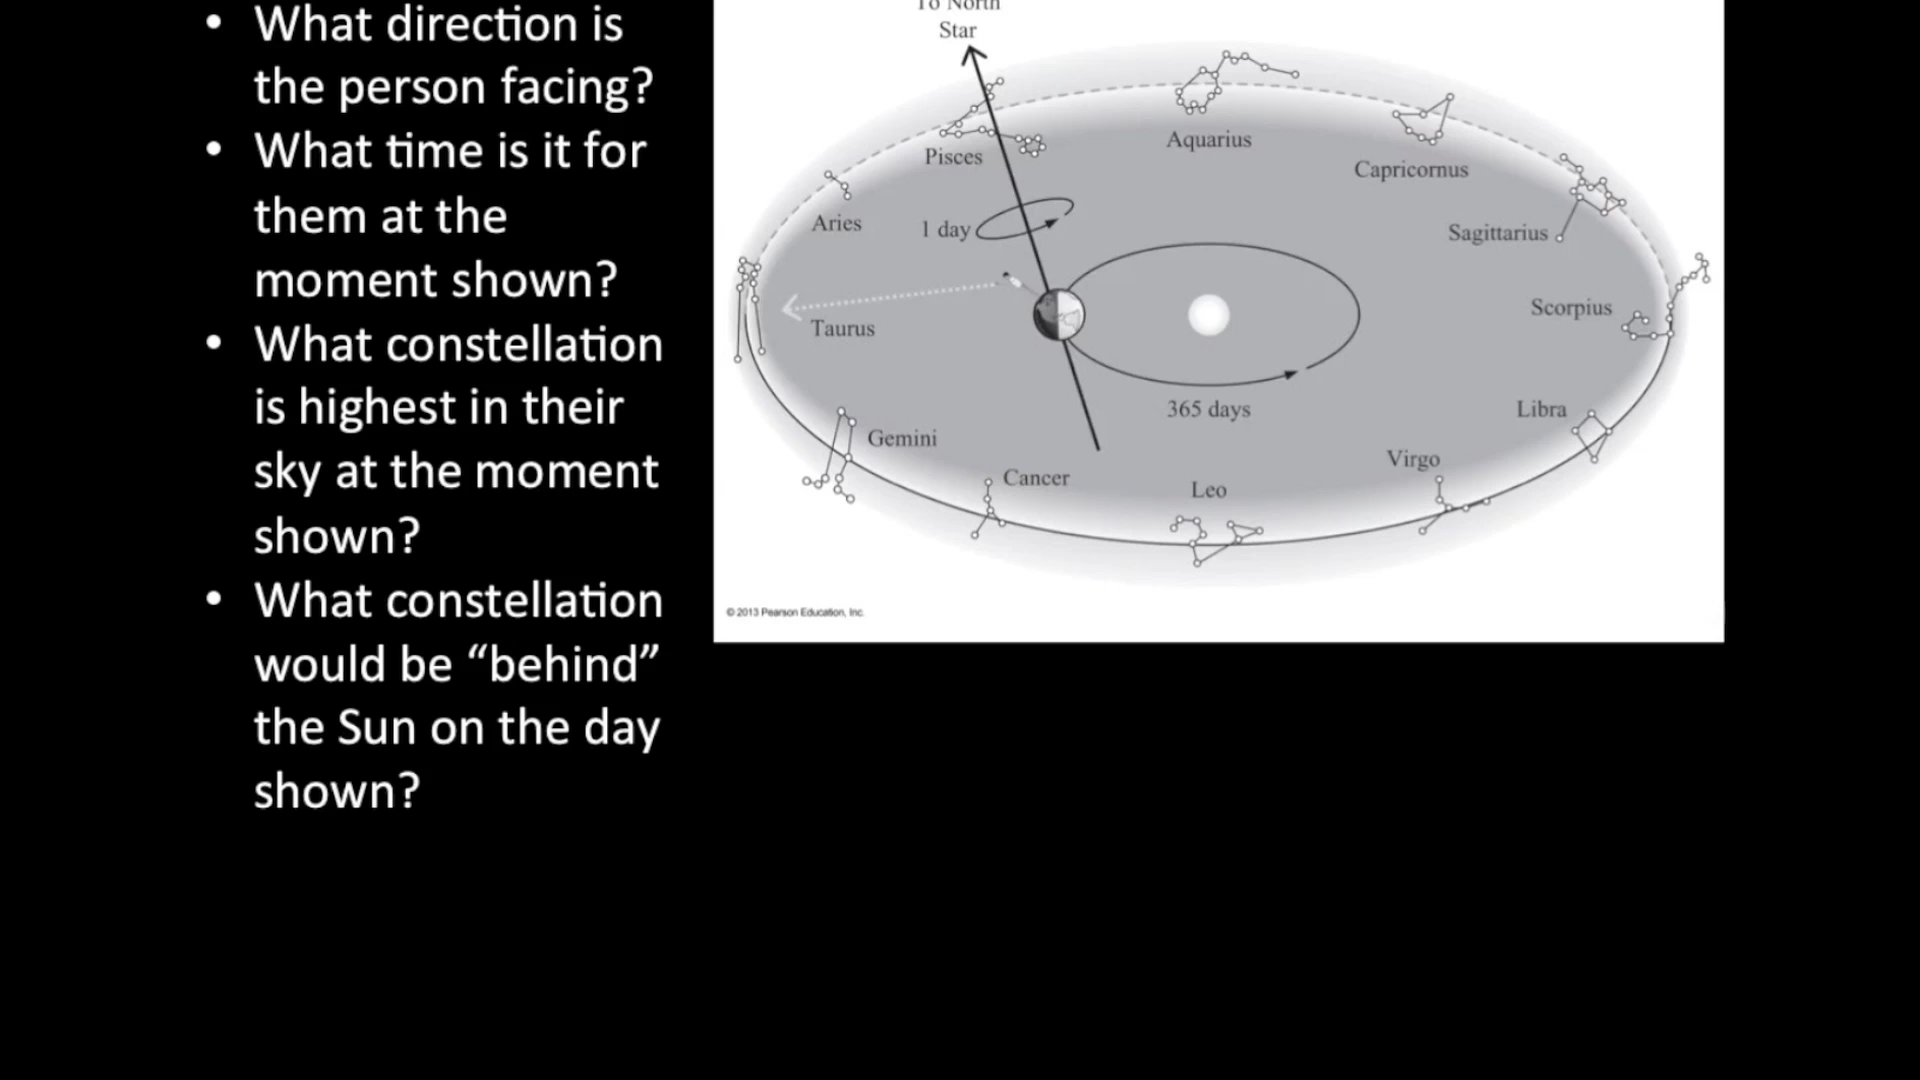 • What direction is
the person facing?
• What time is it for
them at the
moment shown?
• What constellation
is highest in their
sky at the moment
shown?
• What constellation
would be “behind”
the Sun on the day
shown?
To North
Star
Pisces
Aquarius
Capricornus
Aries
1 day
Sagittarius
Taurus
Scorpius
365 days
Libra
Gemini
Virgo
Cancer
Leo
© 2013 Pearson Education, Inc.